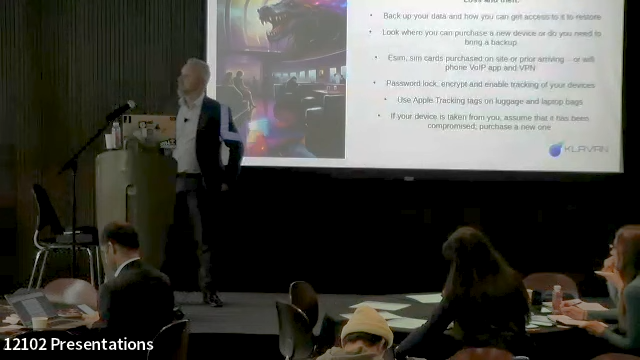 Loss and theft:
• Back up your data and how you can get access to it to restore
• Look where you can purchase a new device or do you need to
bring a backup
• Esim, sim cards purchased on site or prior arriving - or wifi
phone VoIP app and VPN
• Password lock, encrypt and enable tracking of your devices
• Use Apple Tracking tags on luggage and laptop bags
• If your device is taken from you, assume that it has been
compromised, purchase a new one
KLAVAN
12102 Presentations